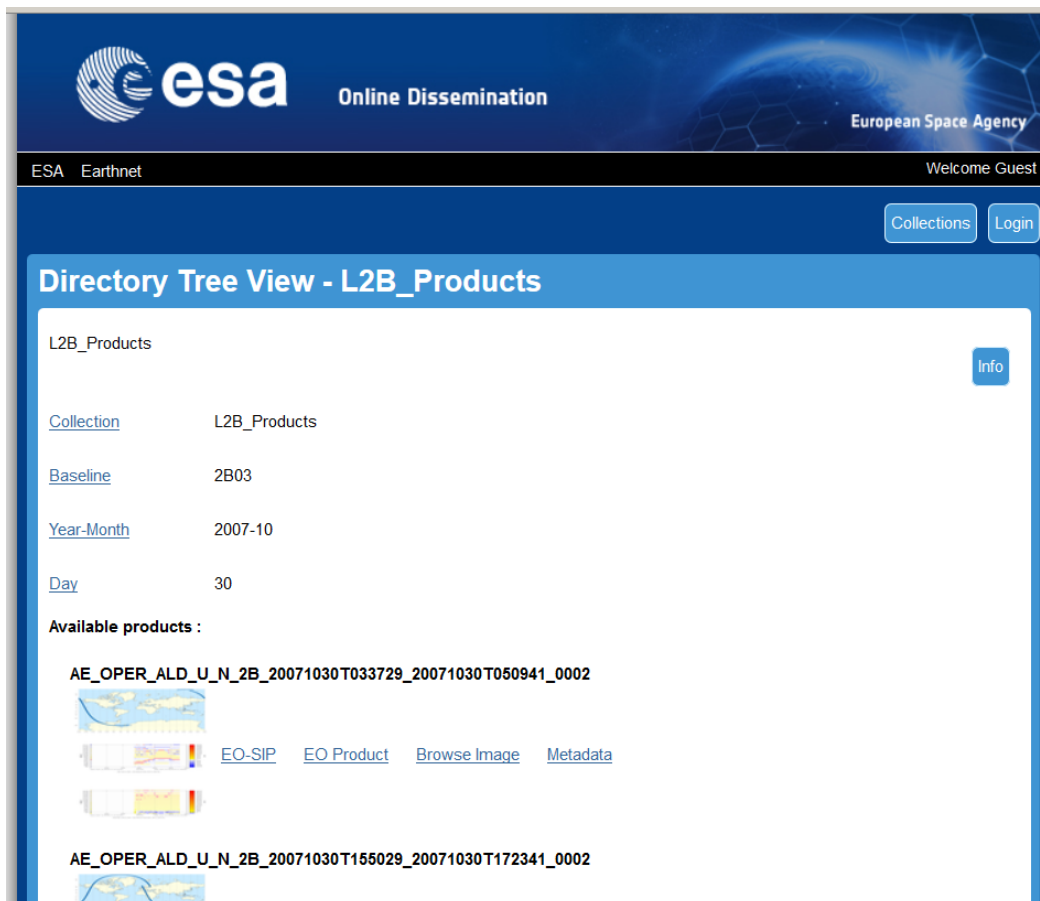 esa
Online Dissemination
European Space Agency
ESA Earthnet Welcome Guest
Collections Login
Directory Tree View - L2B_Products
L2B_Products
Info
Collection L2B_Products
Baseline 2B03
Year-Month 2007-10
Day 30
Available products :
AE_OPER_ALD_U_N_2B_20071030T033729_20071030T050941_0002
EO-SIP EO Product Browse Image Metadata
AE_OPER_ALD_U_N_2B_20071030T155029_20071030T172341_0002